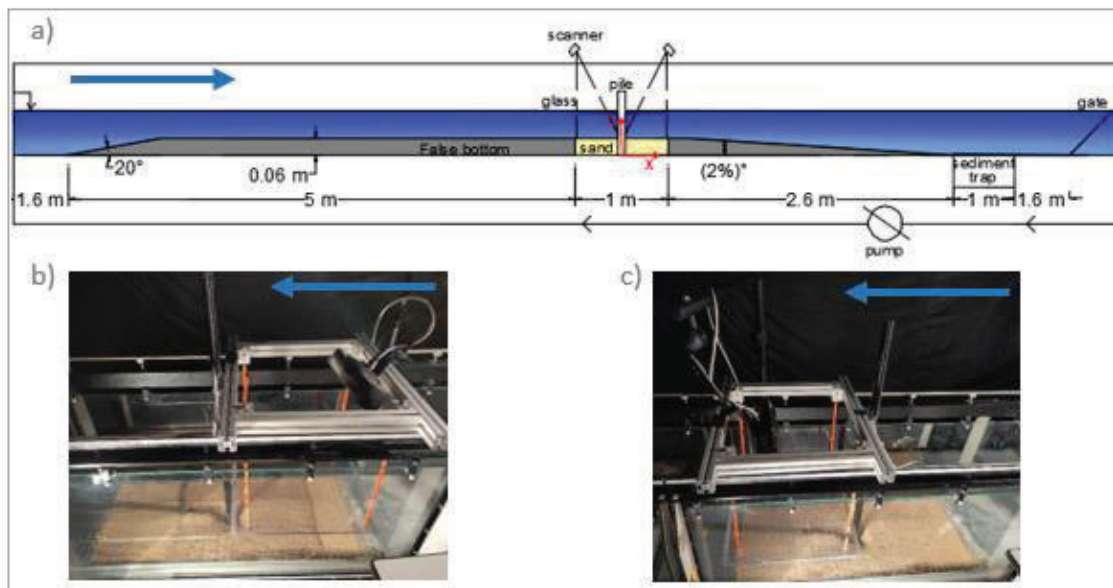 a)
scanner
pile
glass
gate
False bottom
sand
x
20°
0.06 m
(2%)*
sediment
trap
1.6 m
5 m
1 m
2.6 m
1 m
1.6 m
pump
b)
c)